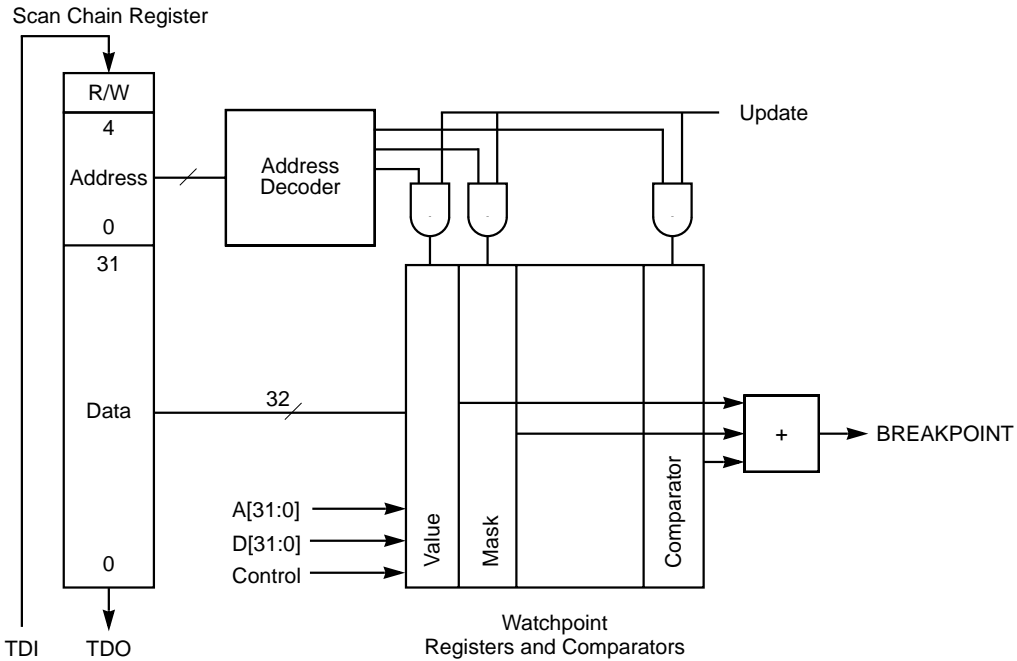 Scan Chain Register
R/W
4
Address
0
31
Data
0
TDI
TDO
Address
Decoder
Update
32
A[31:0]
D[31:0]
Control
Value
Mask
Comparator
+
BREAKPOINT
Watchpoint
Registers and Comparators